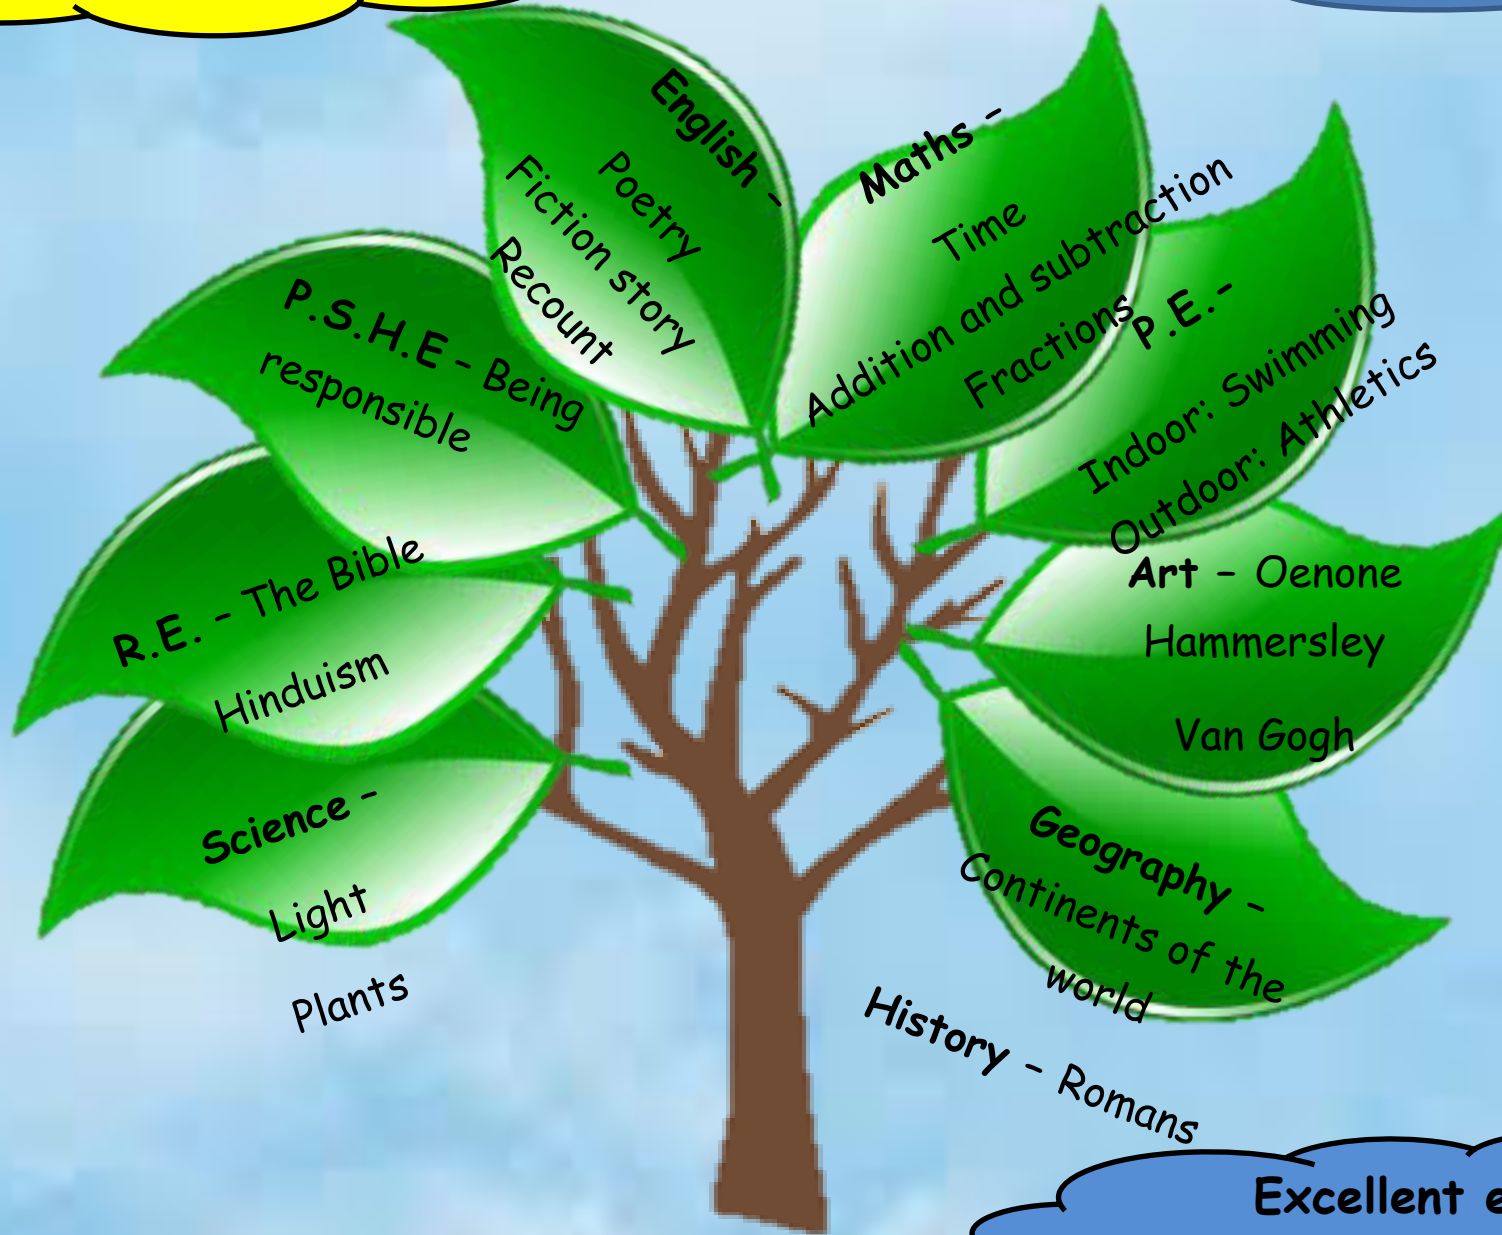 English –
Poetry
Fiction story
Recount
Maths –
Time
Addition and subtraction
Fractions
P.E.–
Indoor: Swimming
Outdoor: Athletics
P.S.H.E – Being
responsible
R.E. – The Bible
Hinduism
Art – Oenone
Hammersley
Van Gogh
Science –
Light
Plants
Geography –
Continents of the
world
History – Romans
Excellent